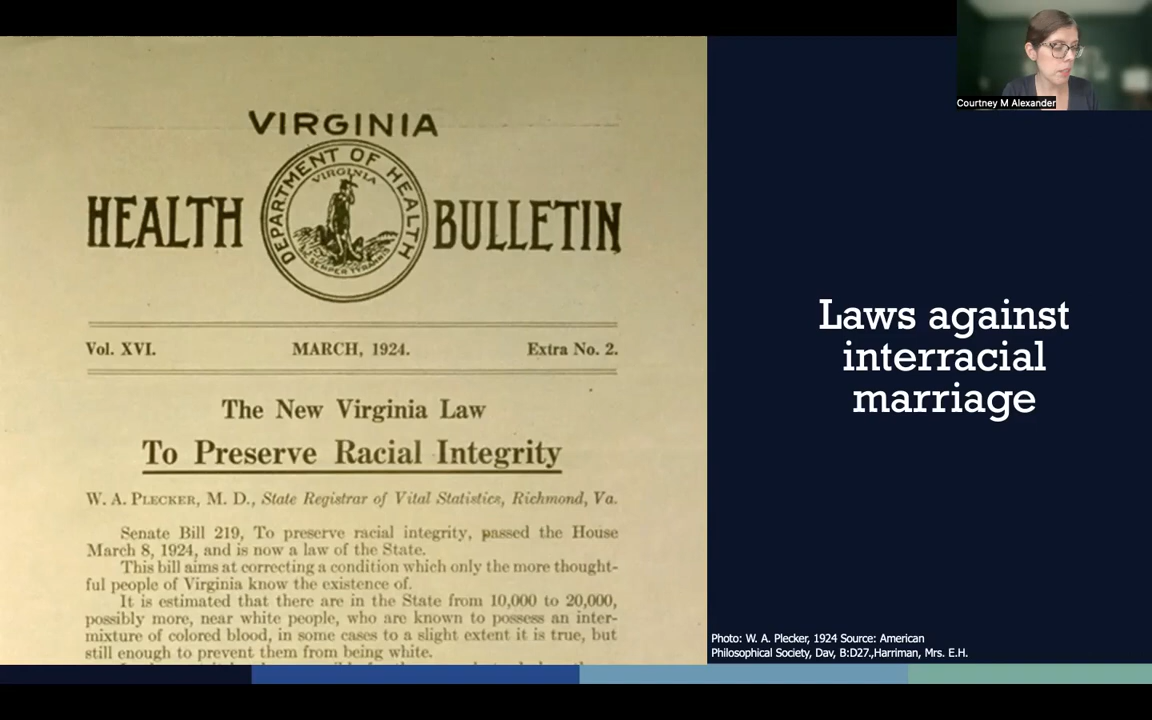 VIRGINIA
HEALTH BULLETIN
DEPARTMENT OF HEALTH
VIRGINIA
SIC SEMPER TYRANNIS
Vol. XVI. MARCH, 1924. Extra No. 2.
The New Virginia Law
To Preserve Racial Integrity
W. A. PLECKER, M. D., State Registrar of Vital Statistics, Richmond, Va.
Senate Bill 219, To preserve racial integrity, passed the House
March 8, 1924, and is now a law of the State.
This bill aims at correcting a condition which only the more thought-
ful people of Virginia know the existence of.
It is estimated that there are in the State from 10,000 to 20,000,
possibly more, near white people, who are known to possess an inter-
mixture of colored blood, in some cases to a slight extent it is true, but
still enough to prevent them from being white.
Courtney M Alexander
Laws against
interracial
marriage
Photo: W. A. Plecker, 1924 Source: American
Philosophical Society, Dav, B:D27.,Harriman, Mrs. E.H.